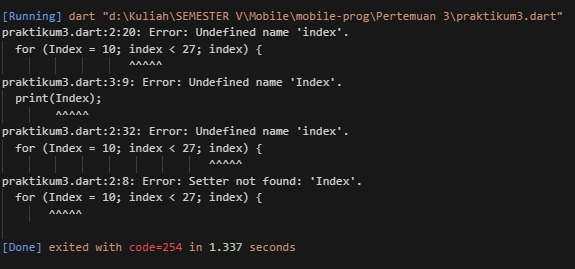 [Running] dart "d:\Kuliah\SEMESTER V\Mobile\mobile-prog\Pertemuan 3\praktikum3.dart"
praktikum3.dart:2:20: Error: Undefined name 'index'.
  for (Index = 10; index < 27; index) {
                   ^^^^^
praktikum3.dart:3:9: Error: Undefined name 'Index'.
  print(Index);
        ^^^^^
praktikum3.dart:2:32: Error: Undefined name 'index'.
  for (Index = 10; index < 27; index) {
                               ^^^^^
praktikum3.dart:2:8: Error: Setter not found: 'Index'.
  for (Index = 10; index < 27; index) {
       ^^^^^
[Done] exited with code=254 in 1.337 seconds